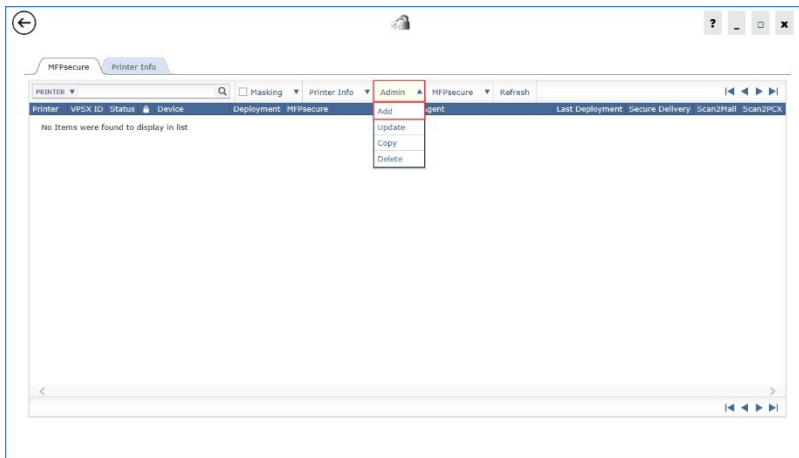 ? _ □ x
MFPsecure Printer Info
PRINTER ▼ Masking ▼ Printer Info ▼ Admin ▲ MFPsecure ▼ Refresh
Printer VPSX ID Status Device Deployment MFPsecure gent Last Deployment Secure Delivery Scan2Mail Scan2PCX
Add
No Items were found to display in list
Update
Copy
Delete